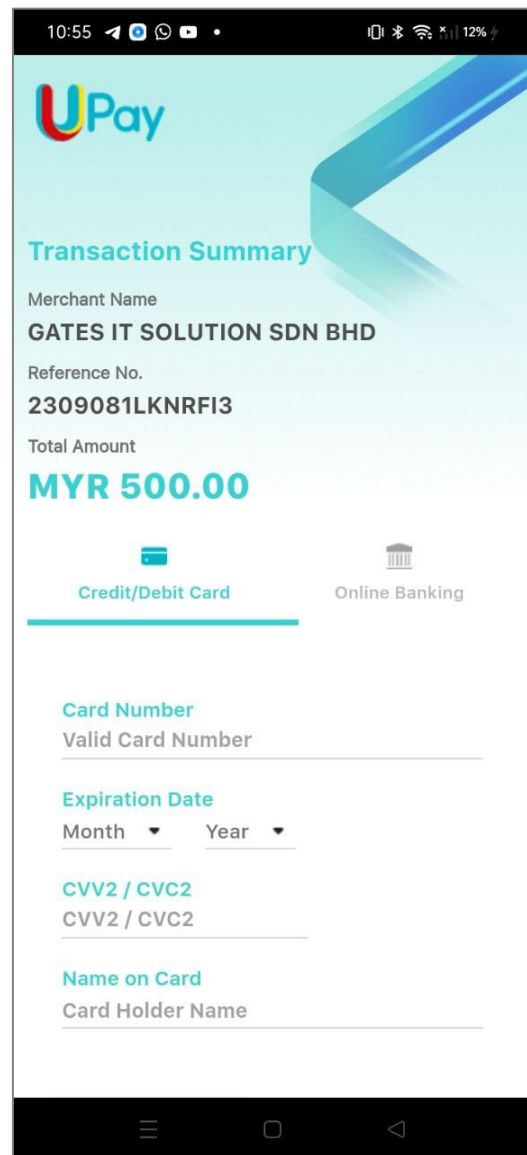 10:55 12%
UPay
Transaction Summary
Merchant Name
GATES IT SOLUTION SDN BHD
Reference No.
2309081LKNRFI3
Total Amount
MYR 500.00
Credit/Debit Card Online Banking
Card Number
Valid Card Number
Expiration Date
Month Year
CVV2 / CVC2
CVV2 / CVC2
Name on Card
Card Holder Name